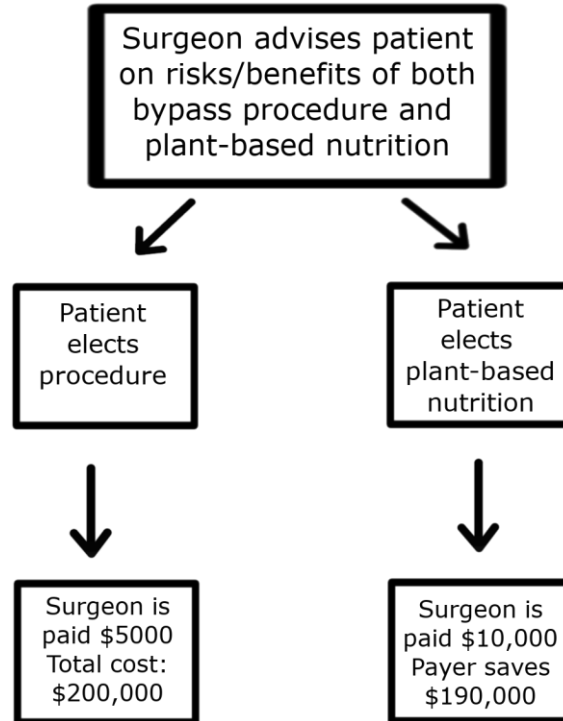 Surgeon advises patient
on risks/benefits of both
bypass procedure and
plant-based nutrition
Patient
elects
procedure
Patient
elects
plant-based
nutrition
Surgeon is
paid $5000
Total cost:
$200,000
Surgeon is
paid $10,000
Payer saves
$190,000